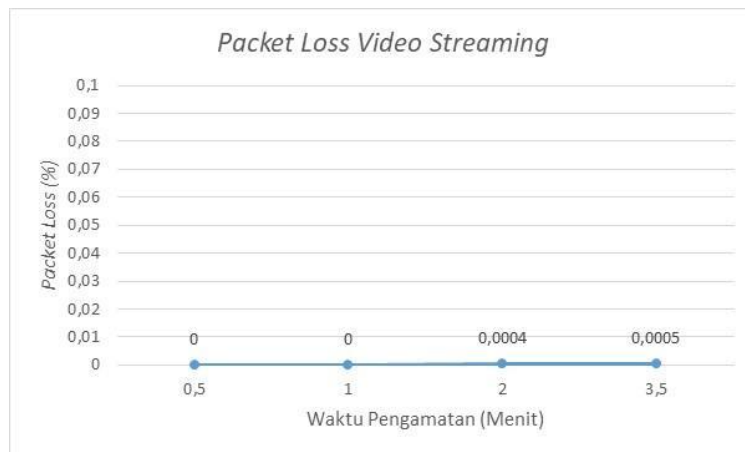 Packet Loss Video Streaming
Packet Loss (%)
0,1
0,09
0,08
0,07
0,06
0,05
0,04
0,03
0,02
0,01
0
0 0 0,0004 0,0005
0,5 1 2 3,5
Waktu Pengamatan (Menit)